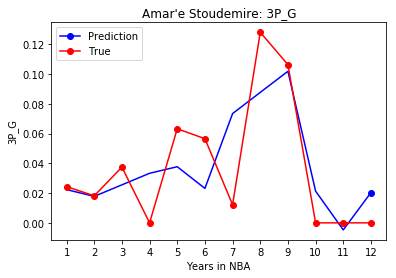 Amar'e Stoudemire: 3P_G
Prediction
True
3P_G
0.12
0.10
0.08
0.06
0.04
0.02
0.00
1 2 3 4 5 6 7 8 9 10 11 12
Years in NBA